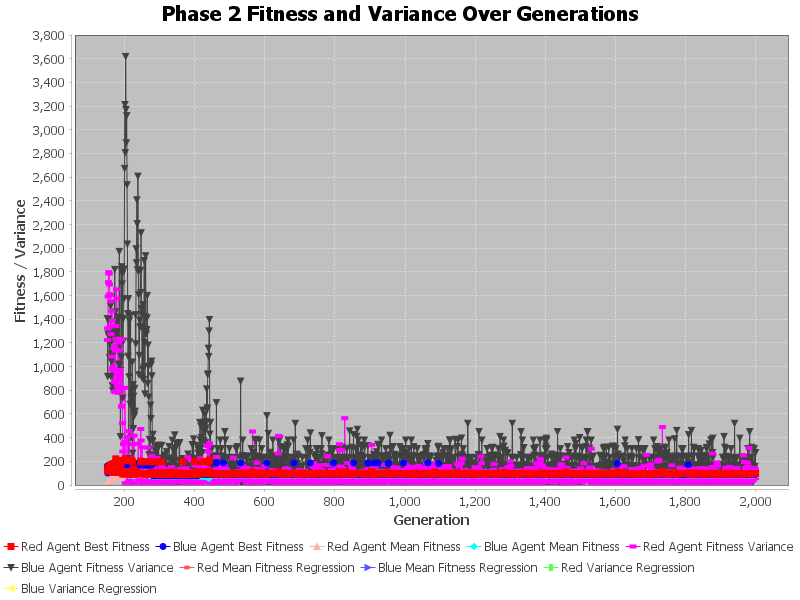 Phase 2 Fitness and Variance Over Generations
3,800
3,600
3,400
3,200
3,000
2,800
2,600
2,400
2,200
2,000
1,800
1,600
1,400
1,200
1,000
800
600
400
200
0
Fitness / Variance
200 400 600 800 1,000 1,200 1,400 1,600 1,800 2,000
Generation
Red Agent Best Fitness Blue Agent Best Fitness Red Agent Mean Fitness Blue Agent Mean Fitness Red Agent Fitness Variance
Blue Agent Fitness Variance Red Mean Fitness Regression Blue Mean Fitness Regression Red Variance Regression
Blue Variance Regression